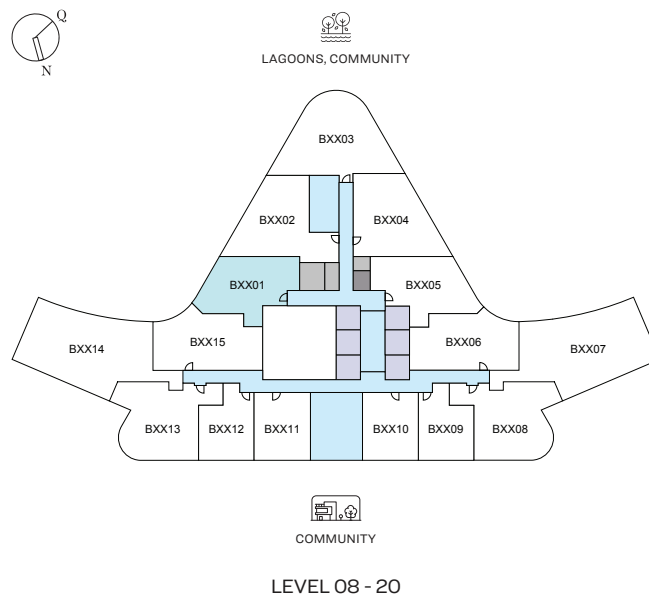 Q
N
LAGOONS, COMMUNITY
BXX03
BXX02
BXX04
BXX01
BXX05
BXX14
BXX15
BXX06
BXX07
BXX13
BXX12
BXX11
BXX10
BXX09
BXX08
COMMUNITY
LEVEL 08 - 20